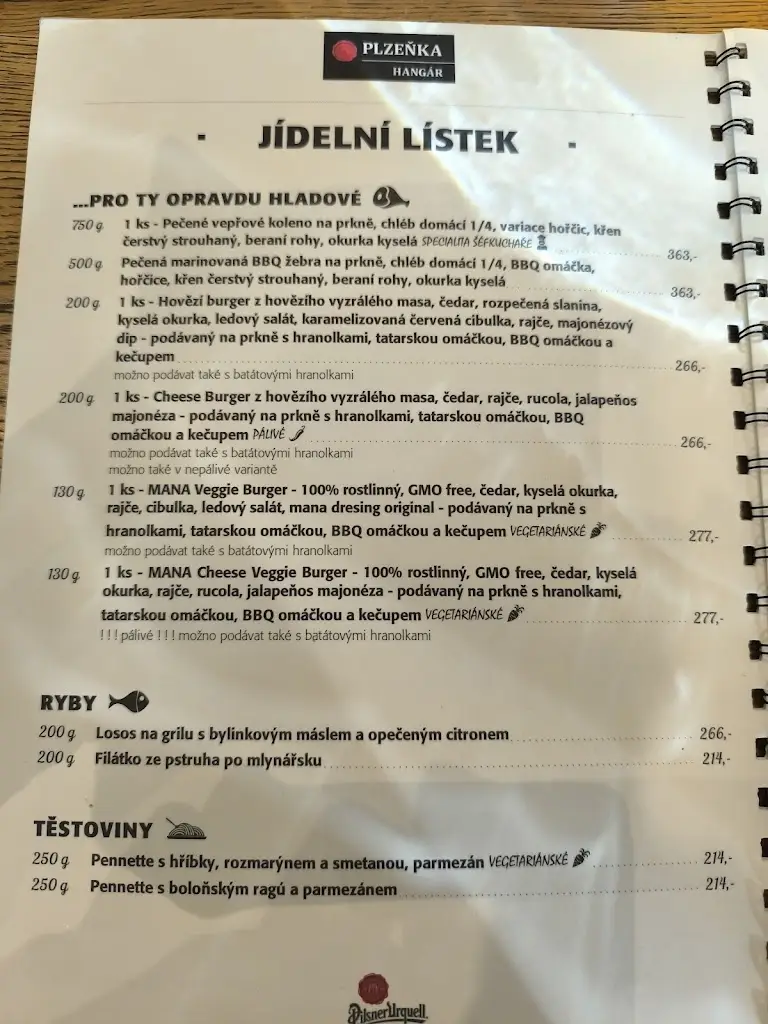 PLZEŇKA
HANGÁR
- JÍDELNÍ LÍSTEK -
...PRO TY OPRAVDU HLADOVÉ
750 g 1 ks - Pečené vepřové koleno na prkně, chléb domácí 1/4, variace hořčic, křen
čerstvý strouhaný, beraní rohy, okurka kyselá SPECIALITA ŠÉFKUCHAŘE 363,-
500g Pečená marinovaná BBQ žebra na prkně, chléb domácí 1/4, BBQ omáčka,
hořčice, křen čerstvý strouhaný, beraní rohy, okurka kyselá 363,-
200 g 1 ks - Hovězí burger z hovězího vyzrálého masa, čedar, rozpečená slanina,
kyselá okurka, ledový salát, karamelizovaná červená cibulka, rajče, majonézový
dip - podávaný na prkně s hranolkami, tatarskou omáčkou, BBQ omáčkou a
kečupem 266,-
možno podávat také s batátovými hranolkami
200 g 1 ks - Cheese Burger z hovězího vyzrálého masa, čedar, rajče, rucola, jalapeños
majonéza - podávaný na prkně s hranolkami, tatarskou omáčkou, BBQ
omáčkou a kečupem PÁLIVÉ 266,-
možno podávat také s batátovými hranolkami
možno také v nepálivé variantě
130 g 1 ks - MANA Veggie Burger - 100% rostlinný, GMO free, čedar, kyselá okurka,
rajče, cibulka, ledový salát, mana dresing original - podávaný na prkně s
hranolkami, tatarskou omáčkou, BBQ omáčkou a kečupem VEGETARIÁNSKÉ 277,-
možno podávat také s batátovými hranolkami
130 g 1 ks - MANA Cheese Veggie Burger - 100% rostlinný, GMO free, čedar, kyselá
okurka, rajče, rucola, jalapeños majonéza - podávaný na prkně s hranolkami,
tatarskou omáčkou, BBQ omáčkou a kečupem VEGETARIÁNSKÉ 277,-
! ! ! pálivé ! ! ! možno podávat také s batátovými hranolkami
RYBY
200 g Losos na grilu s bylinkovým máslem a opečeným citronem 266,-
200 g Filátko ze pstruha po mlynářsku 214,-
TĚSTOVINY
250 g Pennette s hříbky, rozmarýnem a smetanou, parmezán VEGETARIÁNSKÉ 214,-
250 g Pennette s boloňským ragú a parmezánem 214,-
Pilsner Urquell